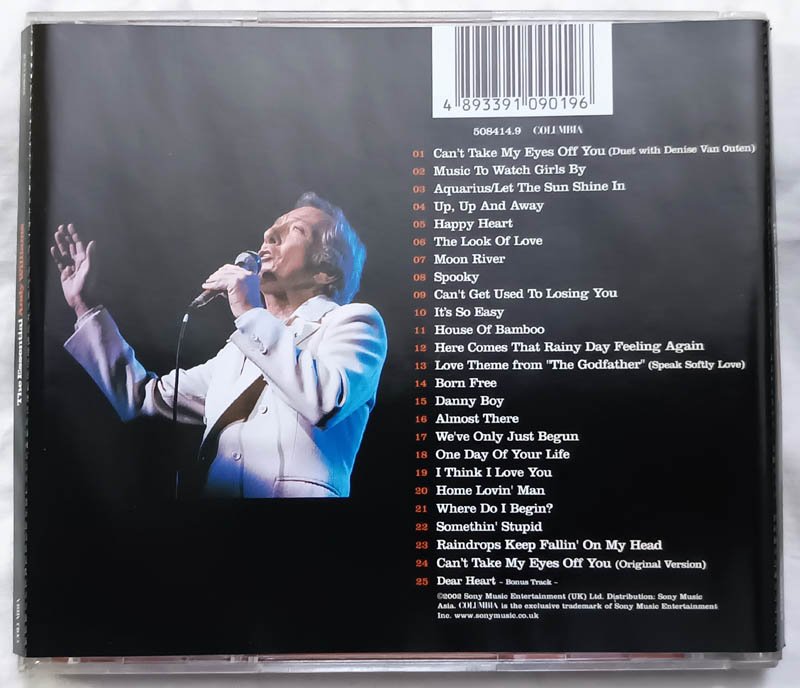 4 893391 090196
508414.9 COLUMBIA
01 Can't Take My Eyes Off You (Duet with Denise Van Outen)
02 Music To Watch Girls By
03 Aquarius/Let The Sun Shine In
04 Up, Up And Away
05 Happy Heart
06 The Look Of Love
07 Moon River
08 Spooky
09 Can't Get Used To Losing You
10 It's So Easy
11 House Of Bamboo
12 Here Comes That Rainy Day Feeling Again
13 Love Theme from "The Godfather" (Speak Softly Love)
14 Born Free
15 Danny Boy
16 Almost There
17 We've Only Just Begun
18 One Day Of Your Life
19 I Think I Love You
20 Home Lovin' Man
21 Where Do I Begin?
22 Somethin' Stupid
23 Raindrops Keep Fallin' On My Head
24 Can't Take My Eyes Off You (Original Version)
25 Dear Heart - Bonus Track -
©2002 Sony Music Entertainment (UK) Ltd. Distribution: Sony Music
Asia. COLUMBIA is the exclusive trademark of Sony Music Entertainment
Inc. www.sonymusic.co.uk
The Essential Andy Williams
COLUMBIA